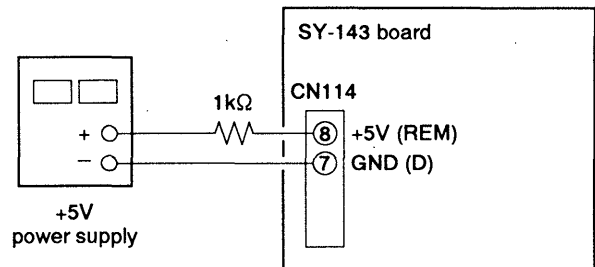 SY-143 board
CN114
1kΩ
+
8
+5V (REM)
−
7
GND (D)
+5V
power supply